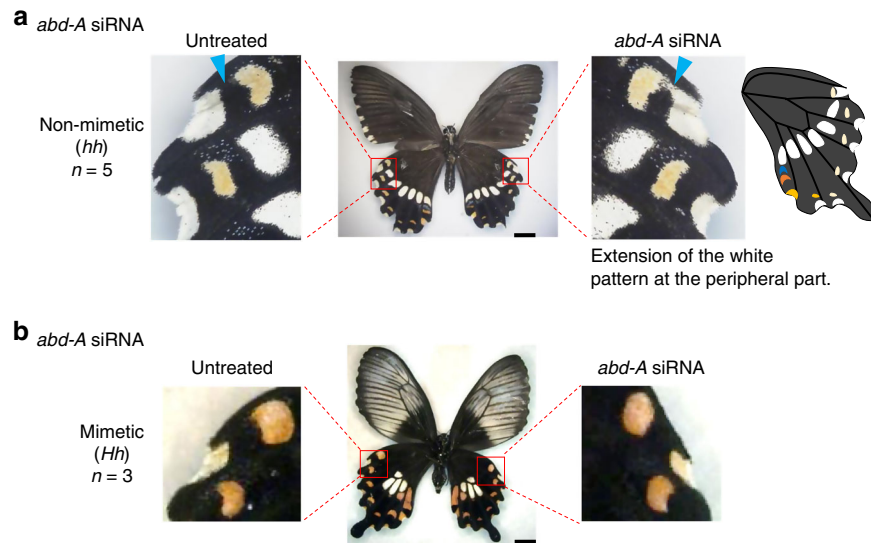 a
abd-A siRNA
Untreated
abd-A siRNA
Non-mimetic
(hh)
n = 5
Extension of the white
pattern at the peripheral part.
b
abd-A siRNA
Untreated
abd-A siRNA
Mimetic
(Hh)
n = 3